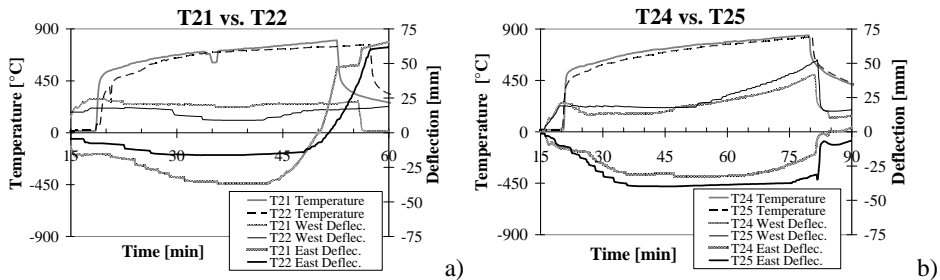 T21 vs. T22
Temperature [°C]
900
450
0
-450
-900
15
30
45
60
Time [min]
75
50
25
0
-25
-50
-75
Deflection [mm]
T21 Temperature
T22 Temperature
T21 West Deflec.
T22 West Deflec.
T21 East Deflec.
T22 East Deflec.
a)
T24 vs. T25
Temperature [°C]
900
450
0
-450
-900
15
30
45
60
75
90
Time [min]
75
50
25
0
-25
-50
-75
Deflection [mm]
T24 Temperature
T25 Temperature
T24 West Deflec.
T25 West Deflec.
T24 East Deflec.
T25 East Deflec.
b)